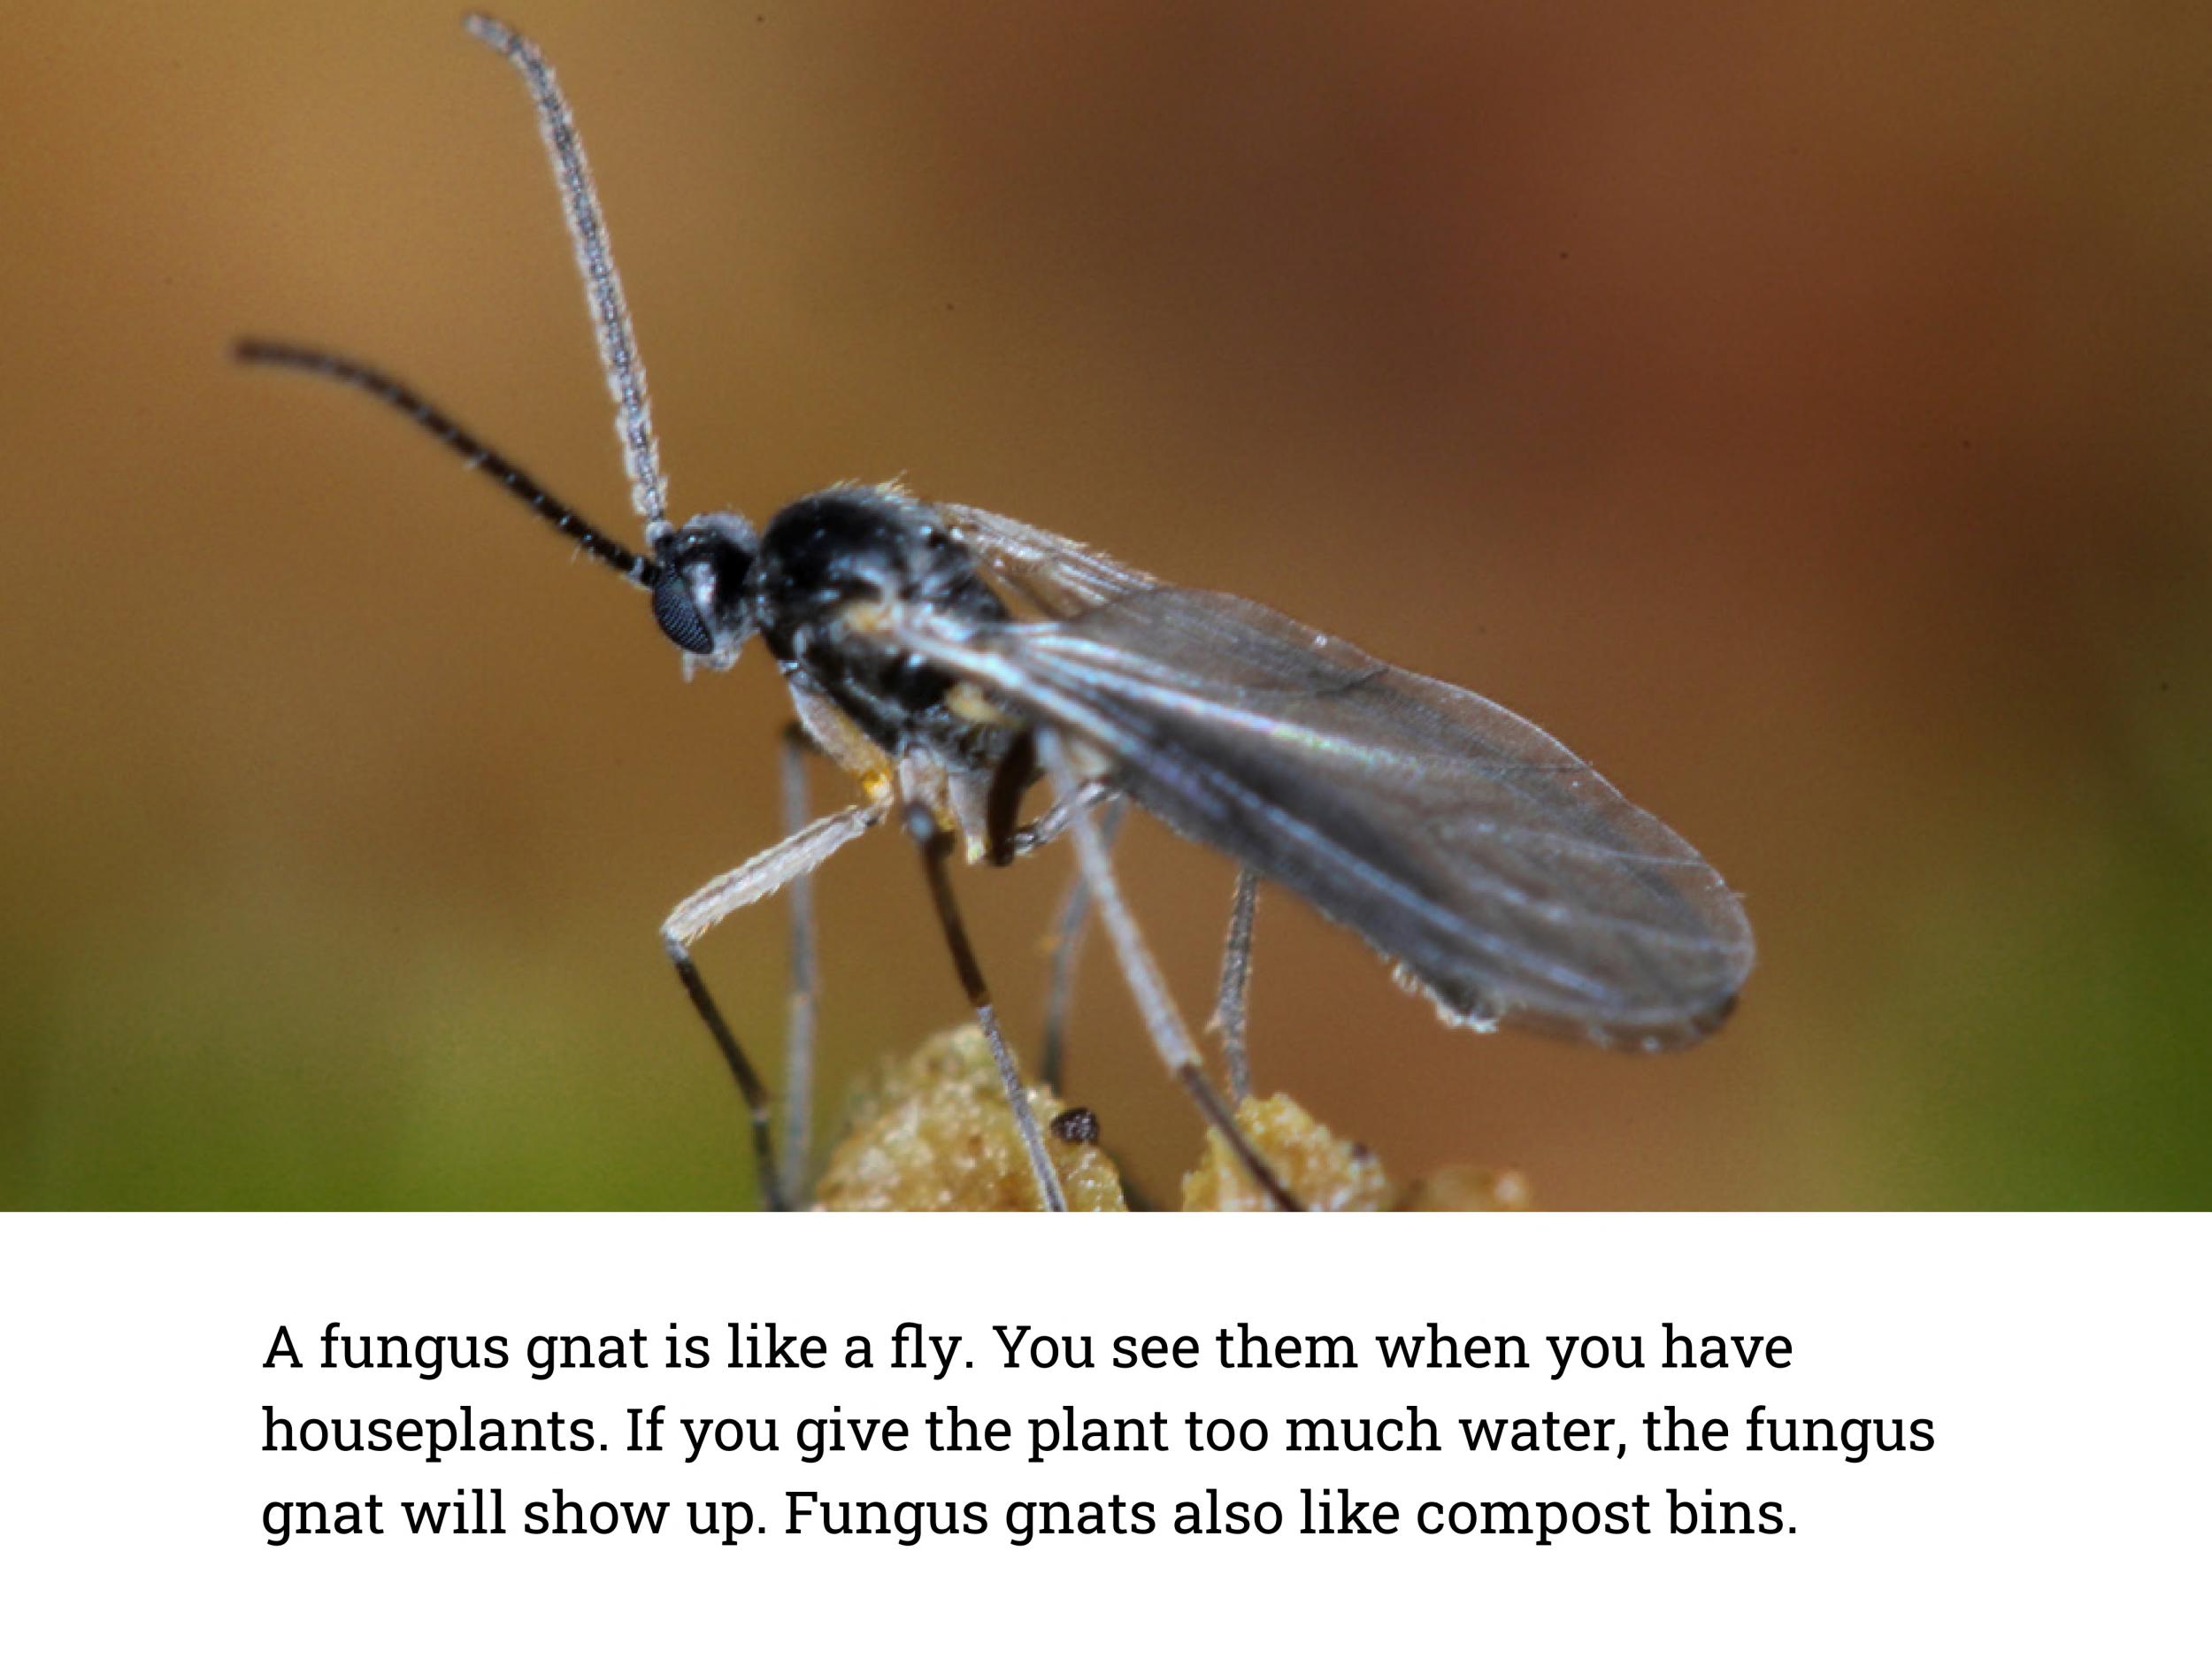 A fungus gnat is like a fly. You see them when you have
houseplants. If you give the plant too much water, the fungus
gnat will show up. Fungus gnats also like compost bins.